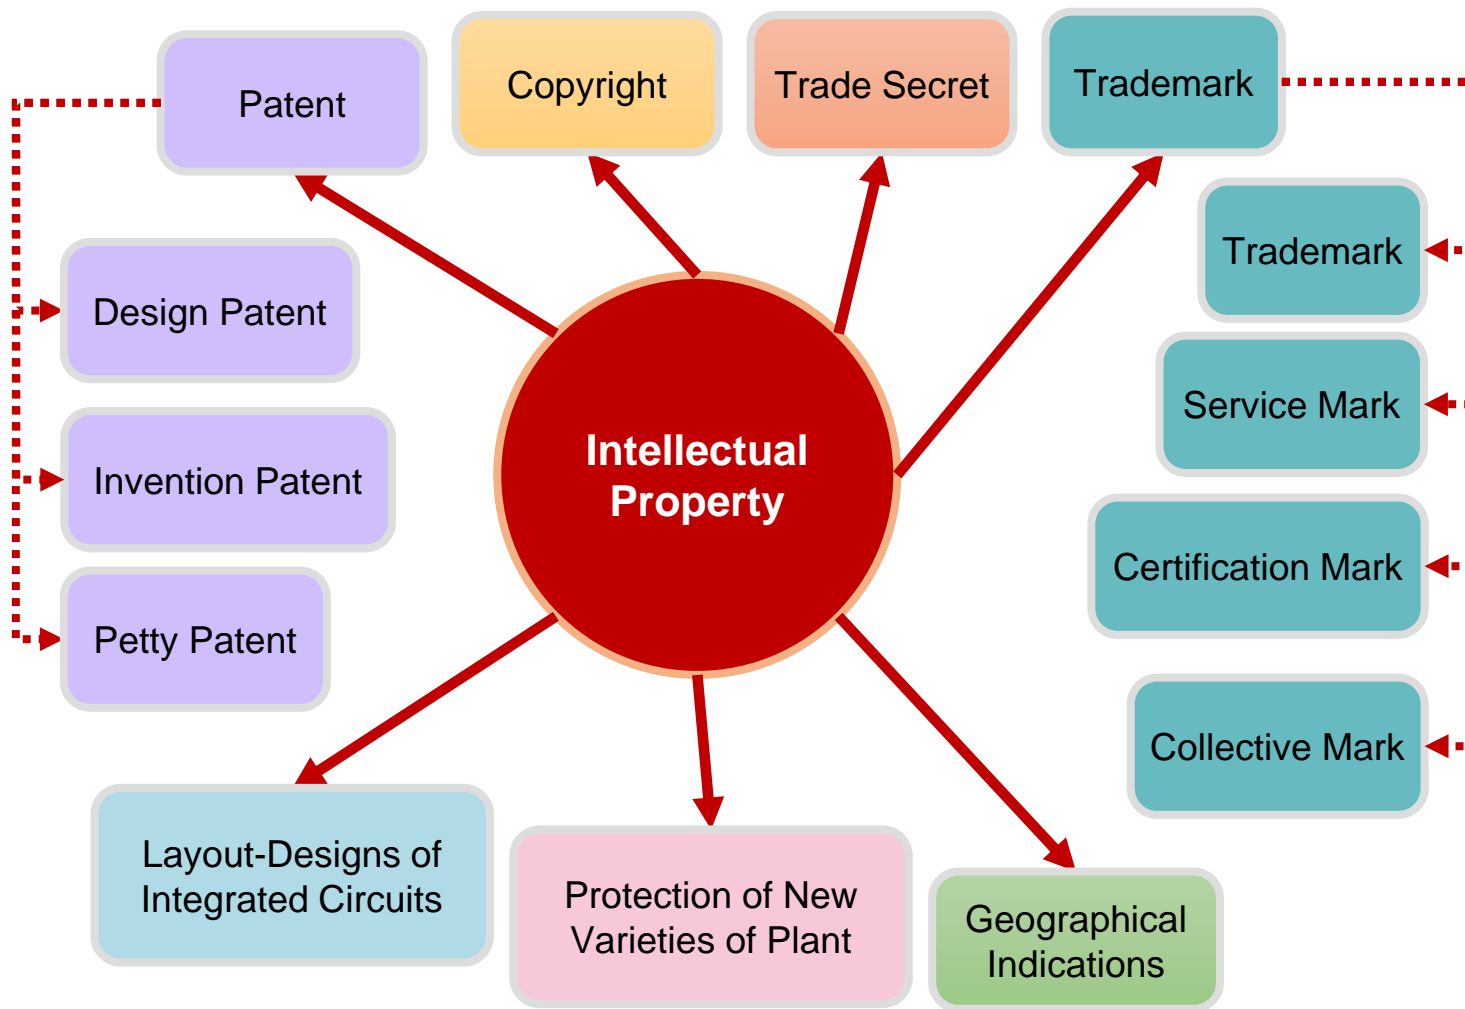 Patent
Copyright
Trade Secret
Trademark
Design Patent
Invention Patent
Petty Patent
Intellectual
Property
Trademark
Service Mark
Certification Mark
Collective Mark
Layout-Designs of
Integrated Circuits
Protection of New
Varieties of Plant
Geographical
Indications